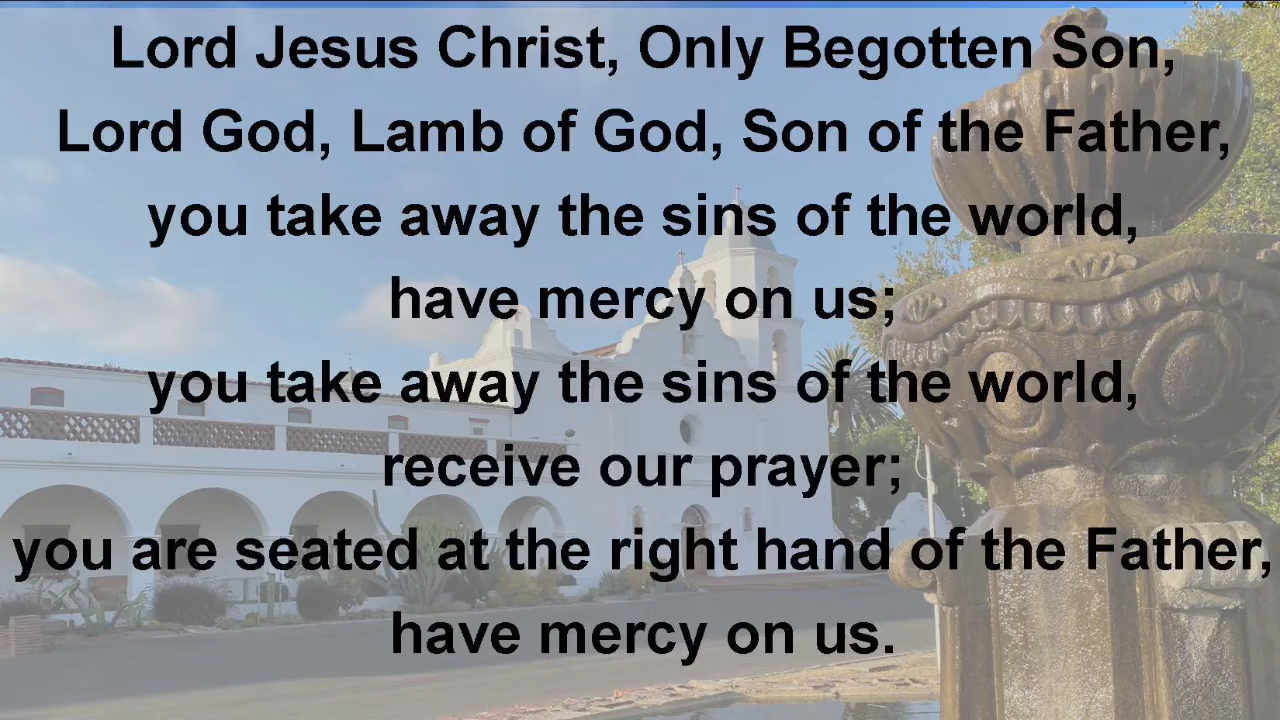 Lord Jesus Christ, Only Begotten Son,
Lord God, Lamb of God, Son of the Father,
you take away the sins of the world,
have mercy on us;
you take away the sins of the world,
receive our prayer;
you are seated at the right hand of the Father,
have mercy on us.